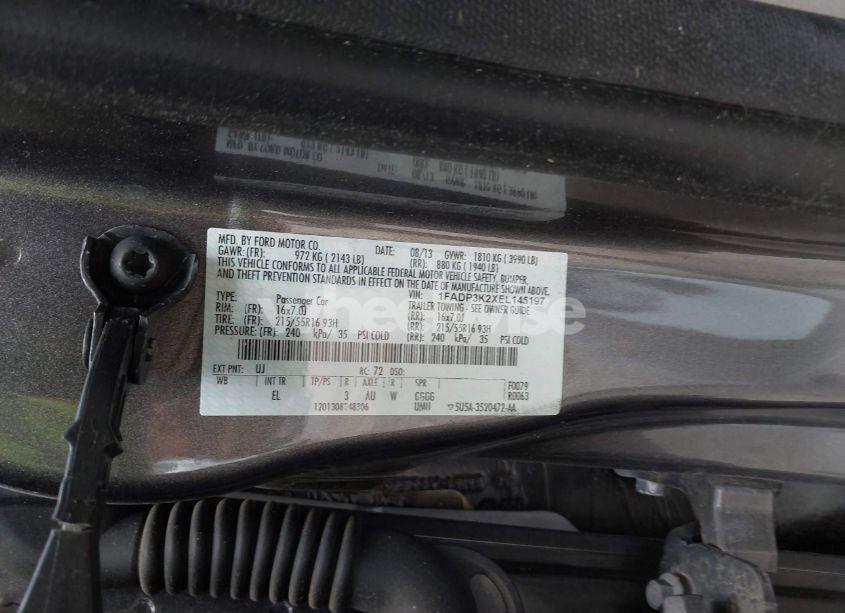 MFD. BY FORD MOTOR CO.
DATE: 08/13 GVWR: 1810 KG ( 3990 LB)
GAWR: (FR): 972 KG ( 2143 LB) (RR): 880 KG ( 1940 LB)
THIS VEHICLE CONFORMS TO ALL APPLICABLE FEDERAL MOTOR VEHICLE SAFETY, BUMPER,
AND THEFT PREVENTION STANDARDS IN EFFECT ON THE DATE OF MANUFACTURE SHOWN ABOVE.
VIN: 1FADP3K2XEL145197
TYPE: Passenger Car TRAILER TOWING - SEE OWNER GUIDE
RIM: (FR): 16x7.0J (RR): 16x7.0J
TIRE: (FR): 215/55R16 93H (RR): 215/55R16 93H
PRESSURE: (FR): 240 kPa/ 35 PSI COLD (RR): 240 kPa/ 35 PSI COLD
EXT PNT: UJ RC: 72 DSO:
WB INT TR TP/PS R AXLE TR SPR F0079
EL 3 AU W GGGG R0063
UMII 5U5A-3520472-AA